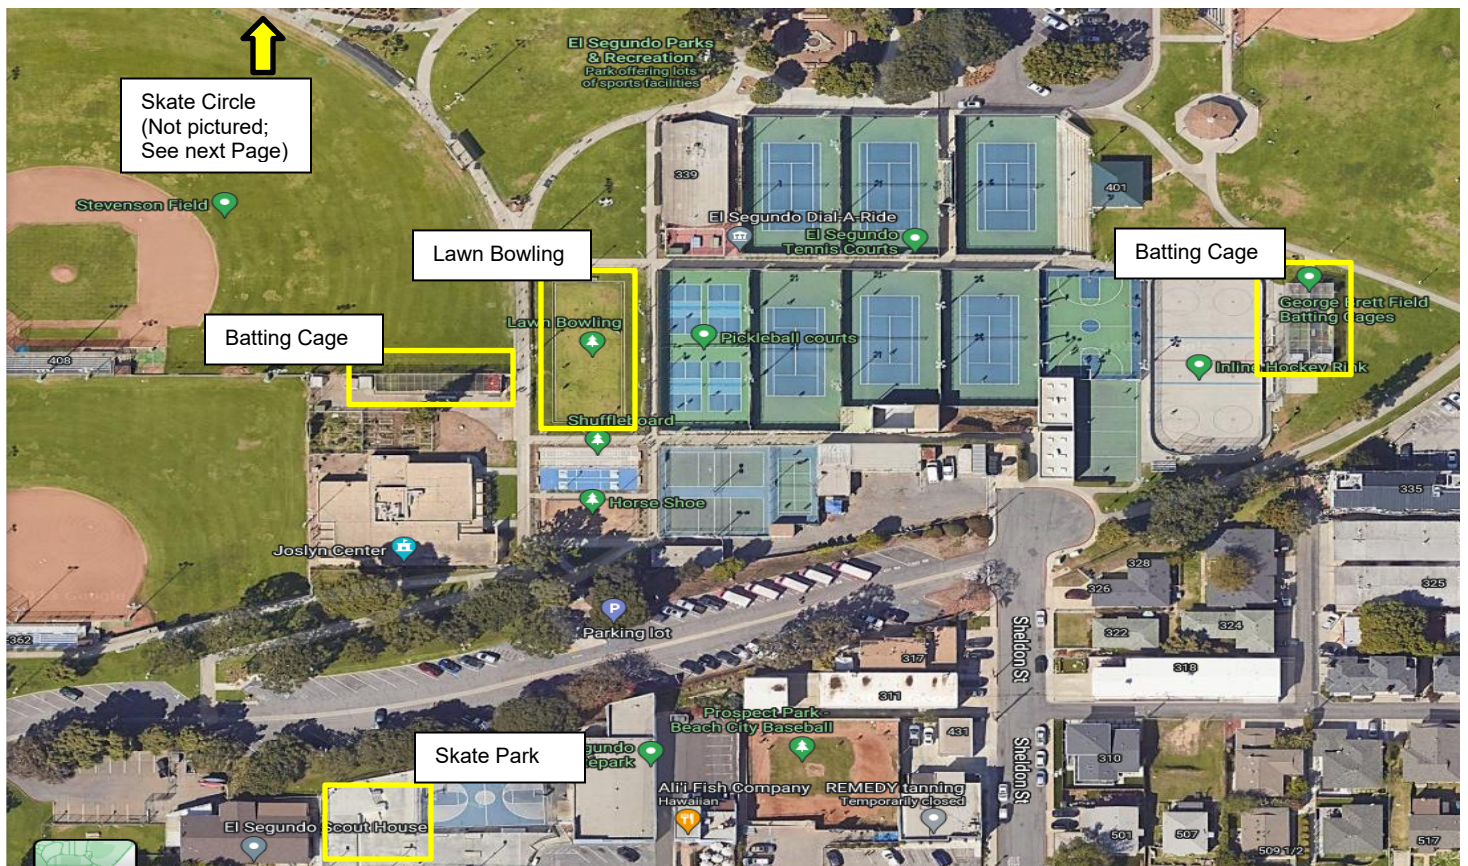 El Segundo Parks
& Recreation
Park offering lots
of sports facilities
Skate Circle
(Not pictured;
See next Page)
Stevenson Field
339
401
El Segundo Dial-A-Ride
El Segundo
Tennis Courts
Lawn Bowling
Batting Cage
George Brett Field
Batting Cages
Lawn Bowling
Pickleball courts
Batting Cage
408
Inline Hockey Rink
Shuffleboard
335
Horse Shoe
Joslyn Center
328
326
325
Parking lot
Sheldon St
322
324
-362
317
318
311
Prospect Park -
Beach City Baseball
431
Skate Park
gundo
epark
Sheldon St
310
Ali'i Fish Company
Hawaiian
REMEDY tanning
Temporarily closed
El Segundo Scout House
501
507
509 1/2
517